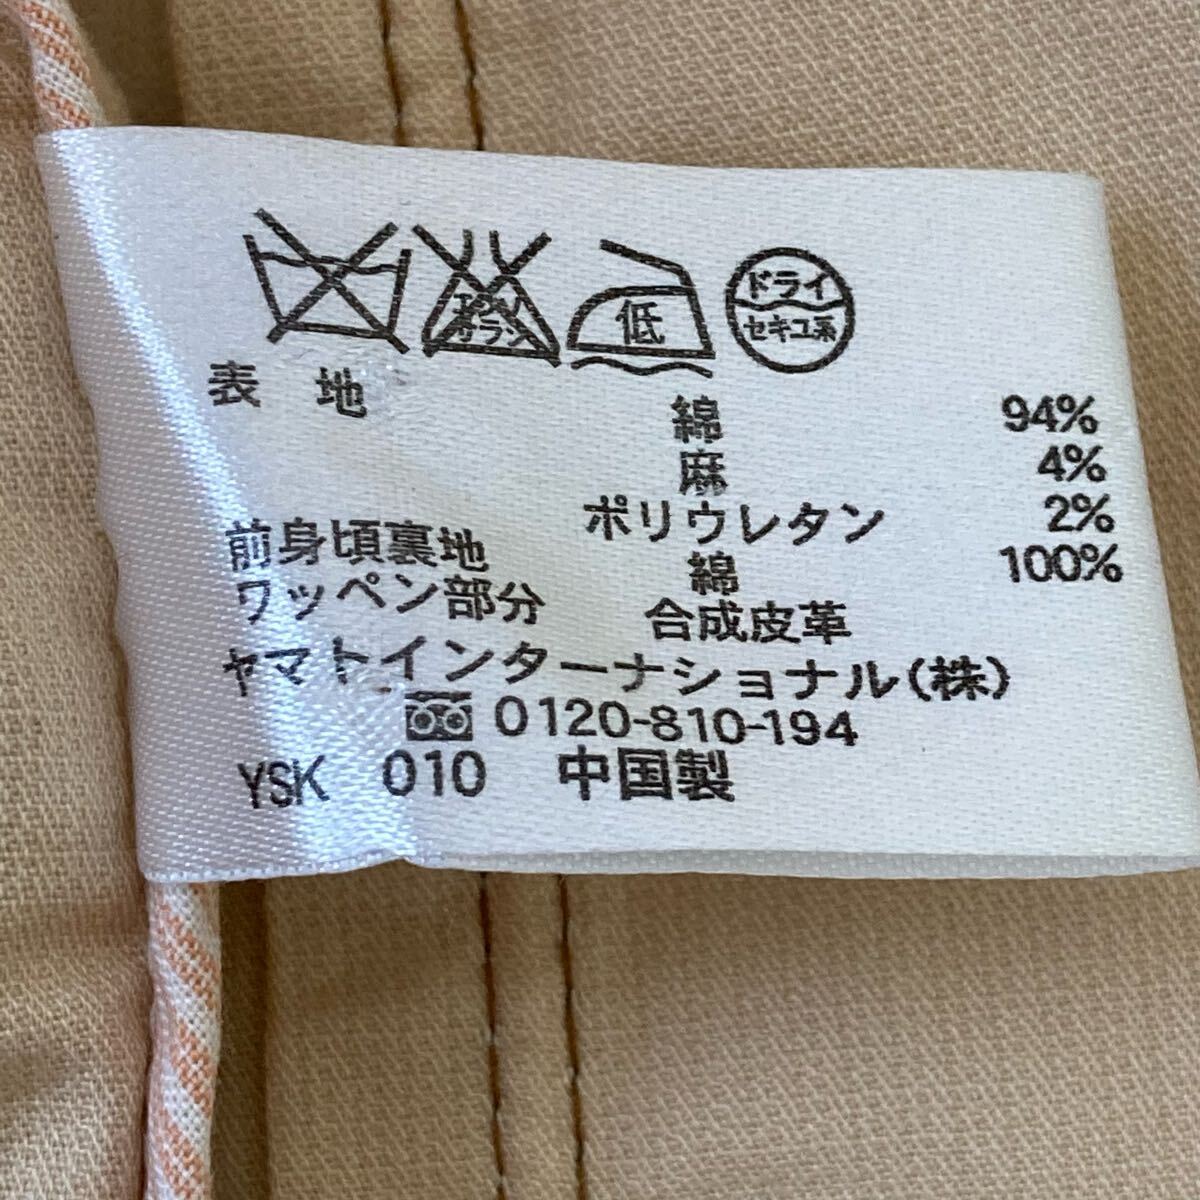 エンソ
サラシ
低
ドライ
セキユ系
表 地
綿 94%
麻 4%
ポリウレタン 2%
前身頃裏地 綿 100%
ワッペン部分 合成皮革
ヤマトインターナショナル(株)
0120-810-194
YSK 010 中国製